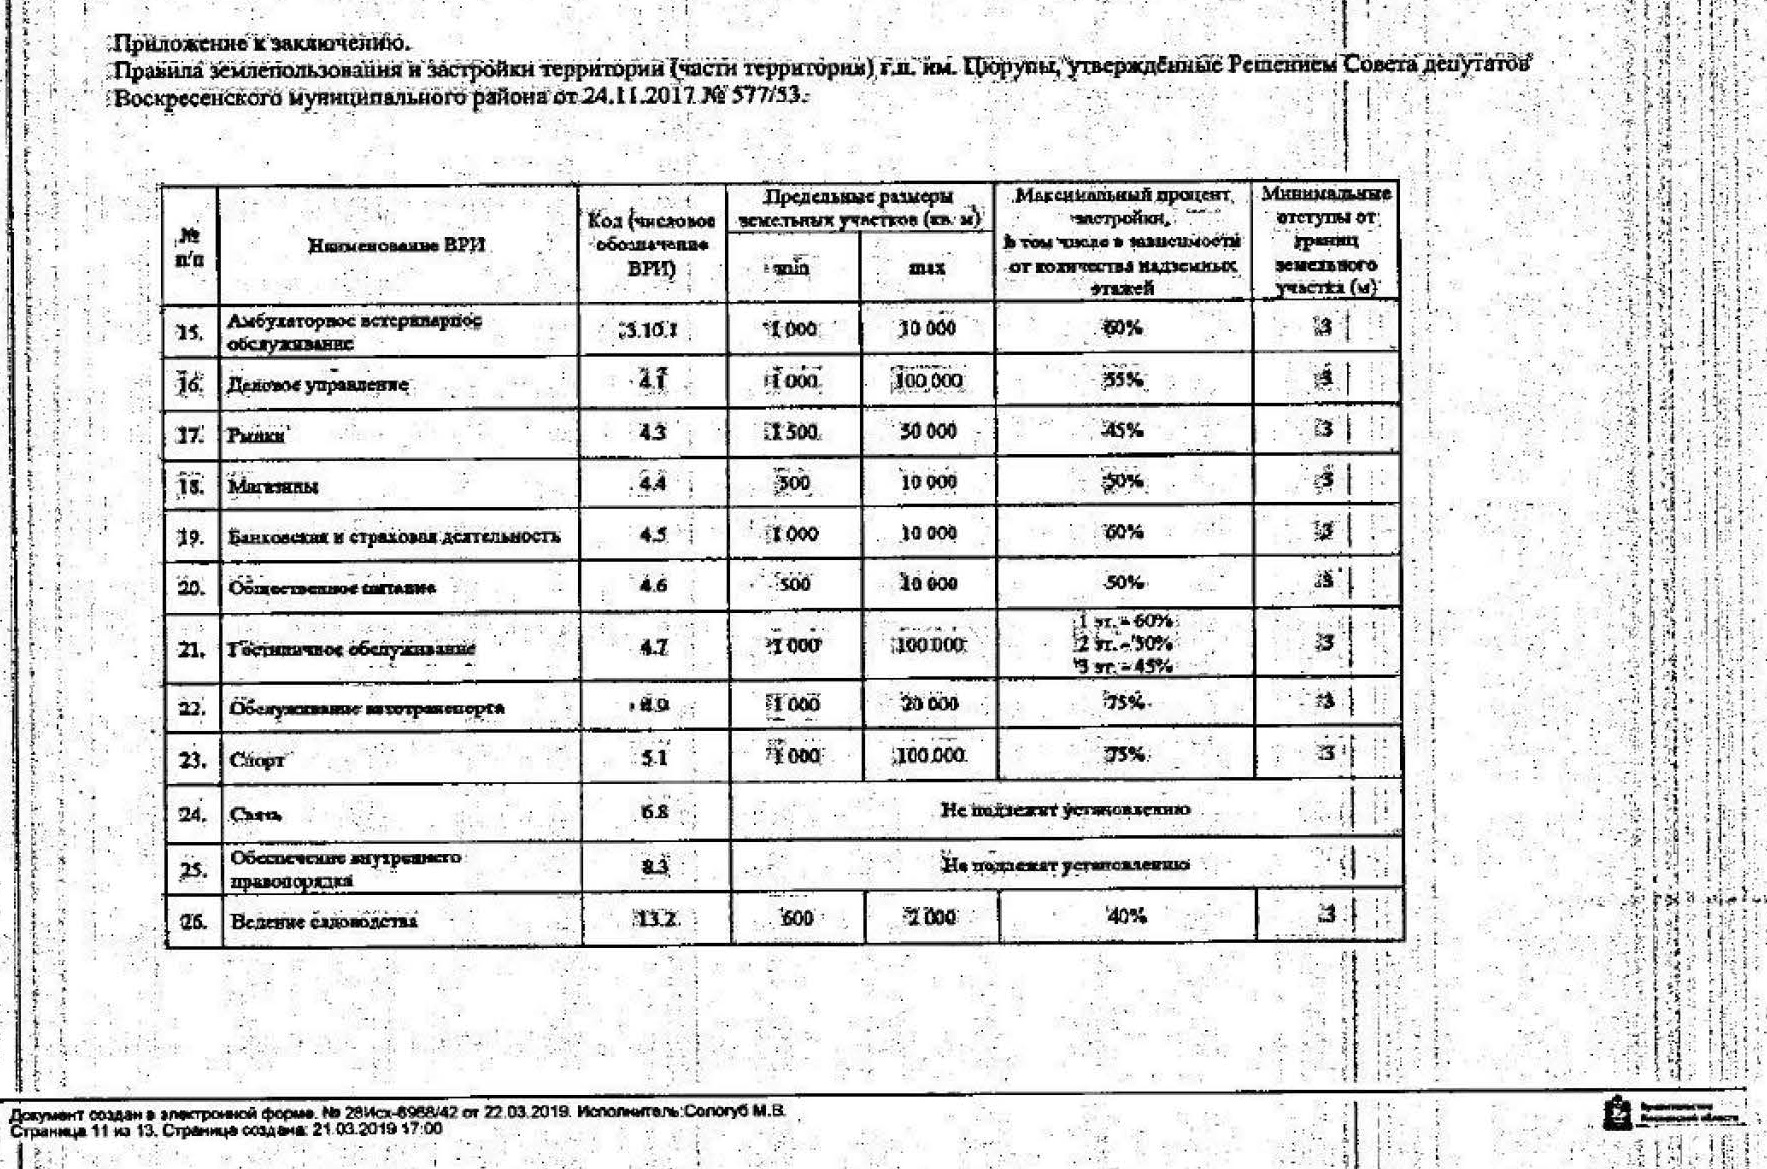 Приложение к заключению.
Правила землепользования и застройки территории (части территории) г.п. им. Цюрупы, утверждённые Решением Совета депутатов
Воскресенского муниципального района от 24.11.2017 № 577/53.
№ п/п
Наименование ВРИ
Код (числовое обозначение ВРИ)
Предельные размеры земельных участков (кв. м)
min
max
Максимальный процент застройки, в том числе в зависимости от количества надземных этажей
Минимальные отступы от границ земельного участка (м)
15. Амбулаторное ветеринарное обслуживание 3.10.1 1 000 10 000 60% 3
16. Деловое управление 4.1 1 000 100 000 55% 3
17. Рынки 4.3 1 500 50 000 45% 3
18. Магазины 4.4 500 10 000 50% 3
19. Банковская и страховая деятельность 4.5 1 000 10 000 60% 3
20. Общественное питание 4.6 500 10 000 50% 3
21. Гостиничное обслуживание 4.7 1 000 100 000 1 эт. – 60%
2 эт. – 50%
3 эт. – 45%
3
22. Обслуживание автотранспорта 4.9 1 000 20 000 75% 3
23. Спорт 5.1 1 000 100 000 75% 3
24. Связь 6.8 Не подлежит установлению
25. Обеспечение внутреннего правопорядка 8.3 Не подлежат установлению
26. Ведение садоводства 13.2 600 2 000 40% 3
Документ создан в электронной форме. № 28Исх-6968/42 от 22.03.2019. Исполнитель:Сологуб М.В.
Страница 11 из 13. Страница создана: 21.03.2019 17:00
Правительство
Московской области